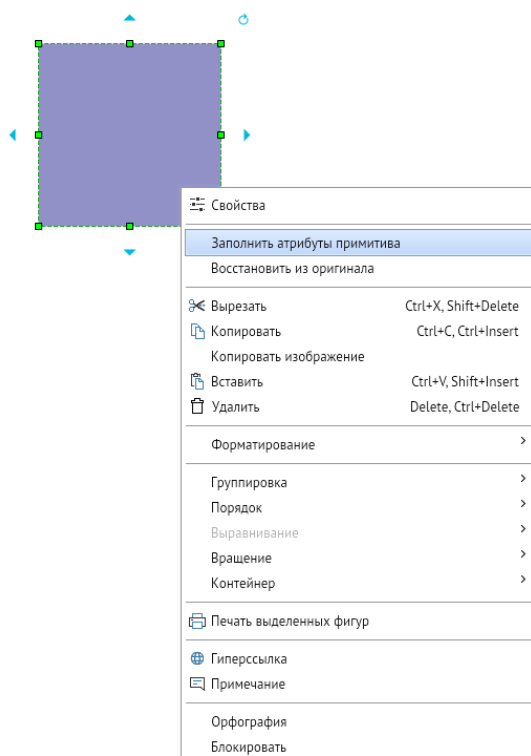 Свойства
Заполнить атрибуты примитива
Восстановить из оригинала
Вырезать Ctrl+X, Shift+Delete
Копировать Ctrl+C, Ctrl+Insert
Копировать изображение
Вставить Ctrl+V, Shift+Insert
Удалить Delete, Ctrl+Delete
Форматирование
Группировка
Порядок
Выравнивание
Вращение
Контейнер
Печать выделенных фигур
Гиперссылка
Примечание
Орфография
Блокировать